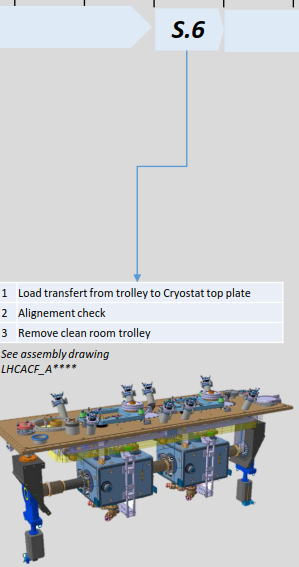 S.6
1 Load transfert from trolley to Cryostat top plate
2 Alignement check
3 Remove clean room trolley
See assembly drawing
LHCACF_A****